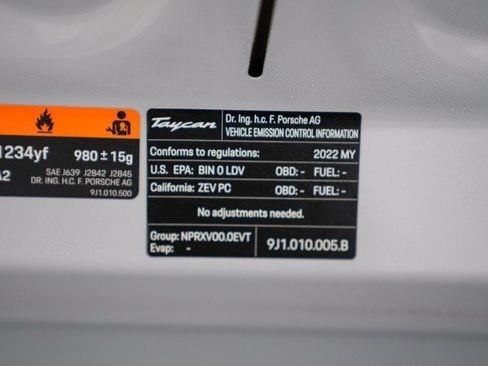 1234yf 980 ± 15g
A2 SAE J639 J2842 J2845
DR. ING. H.C. F. PORSCHE AG
9J1.010.500
Taycan
Dr. Ing. h.c. F. Porsche AG
VEHICLE EMISSION CONTROL INFORMATION
Conforms to regulations: 2022 MY
U.S. EPA: BIN 0 LDV OBD: - FUEL: -
California: ZEV PC OBD: - FUEL: -
No adjustments needed.
Group: NPRXV00.0EVT
Evap: -
9J1.010.005.B